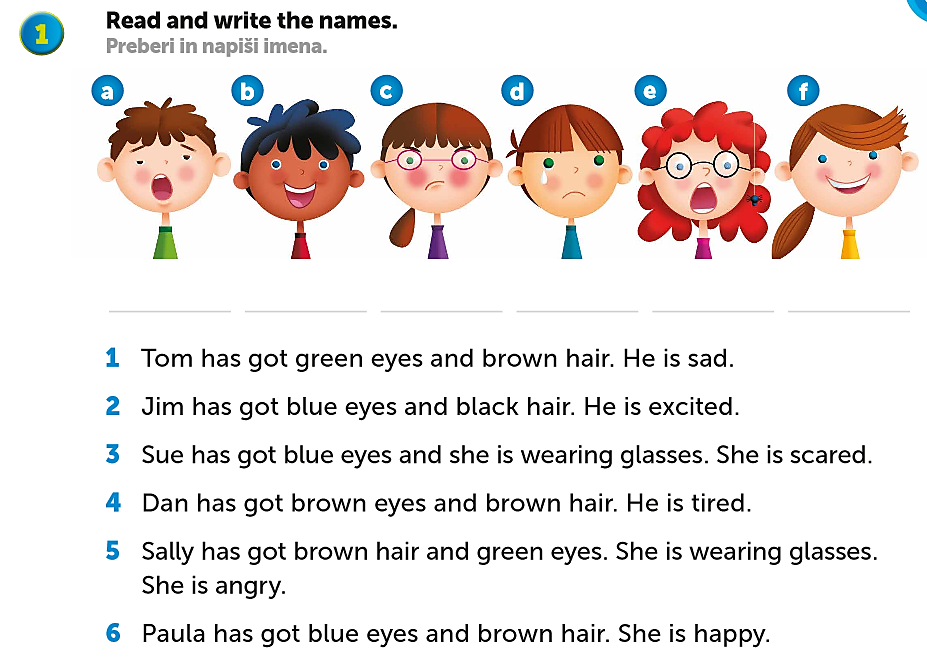 1
Read and write the names.
Preberi in napiši imena.
a b c d e f
1 Tom has got green eyes and brown hair. He is sad.
2 Jim has got blue eyes and black hair. He is excited.
3 Sue has got blue eyes and she is wearing glasses. She is scared.
4 Dan has got brown eyes and brown hair. He is tired.
5 Sally has got brown hair and green eyes. She is wearing glasses.
She is angry.
6 Paula has got blue eyes and brown hair. She is happy.